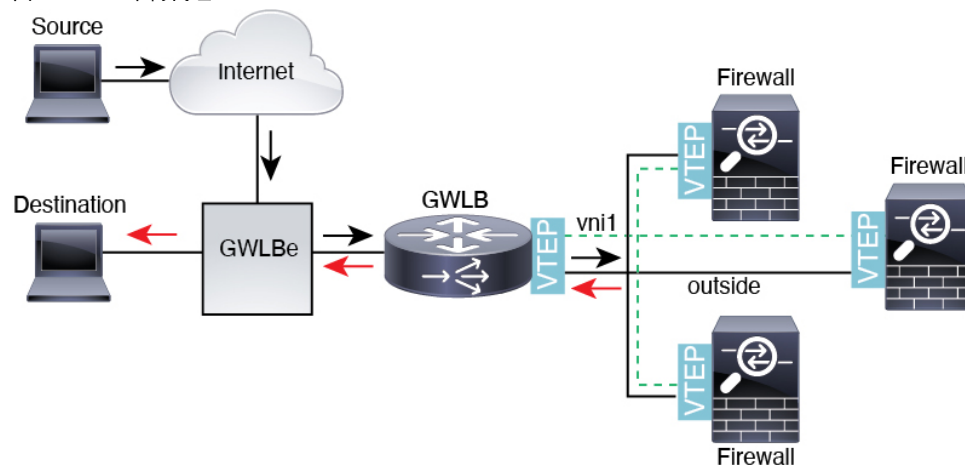 Source
Internet
Firewall
VTEP
Firewall
Destination
GWLB
vni1
VTEP
GWLBe
VTEP
outside
VTEP
Firewall